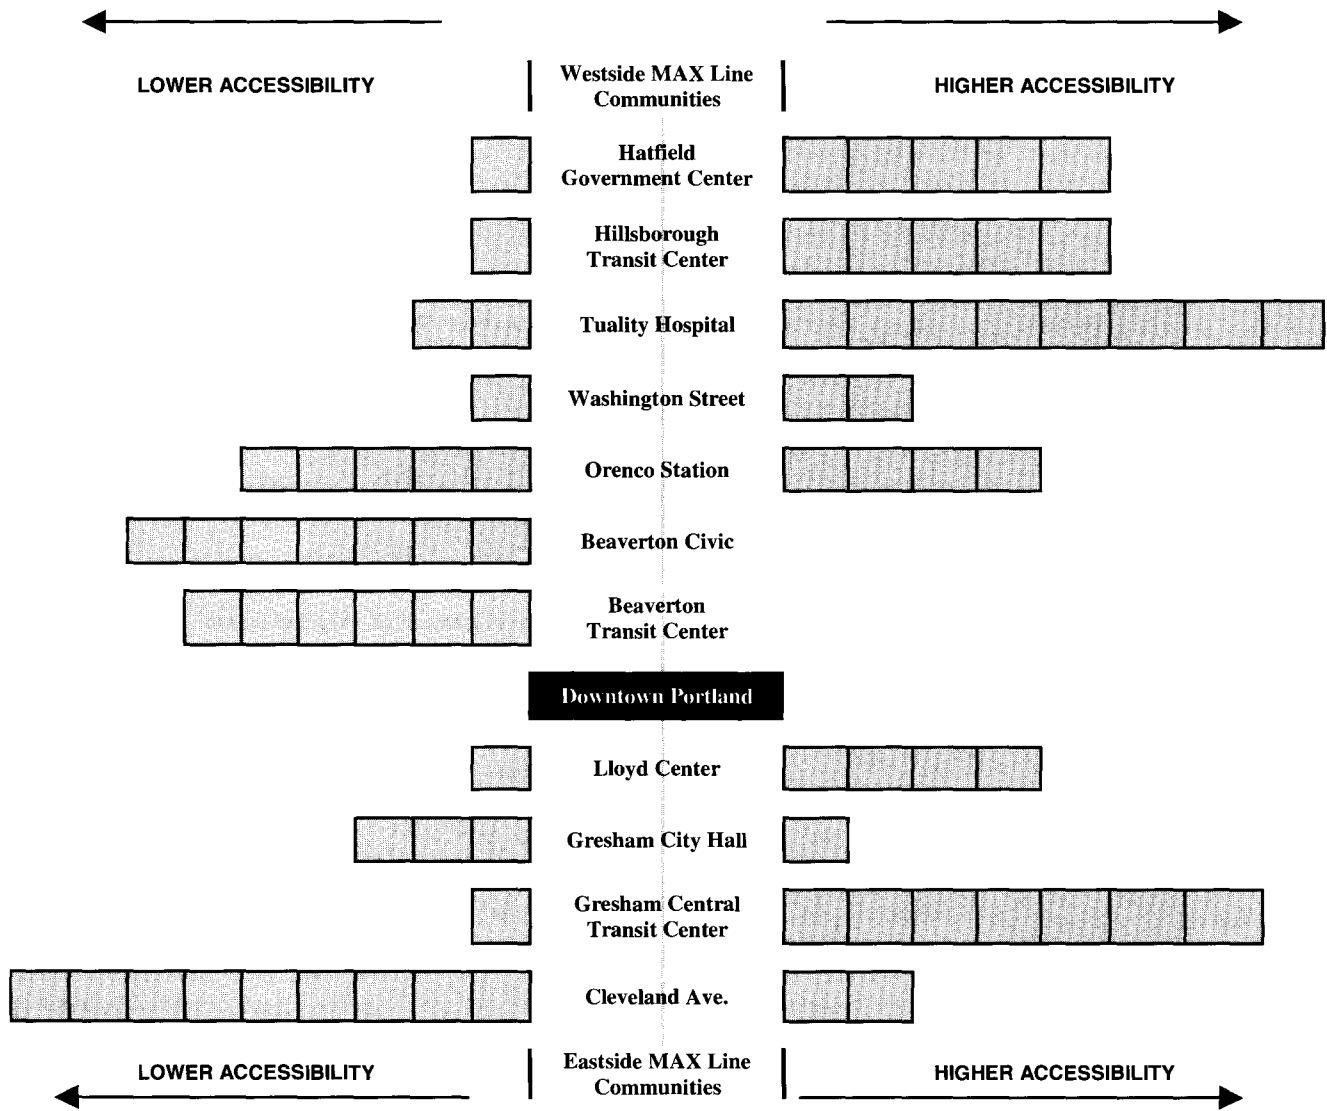 LOWER ACCESSIBILITY
Westside MAX Line
Communities
HIGHER ACCESSIBILITY
Hatfield
Government Center
Hillsborough
Transit Center
Tuality Hospital
Washington Street
Orenco Station
Beaverton Civic
Beaverton
Transit Center
Downtown Portland
Lloyd Center
Gresham City Hall
Gresham Central
Transit Center
Cleveland Ave.
LOWER ACCESSIBILITY
Eastside MAX Line
Communities
HIGHER ACCESSIBILITY